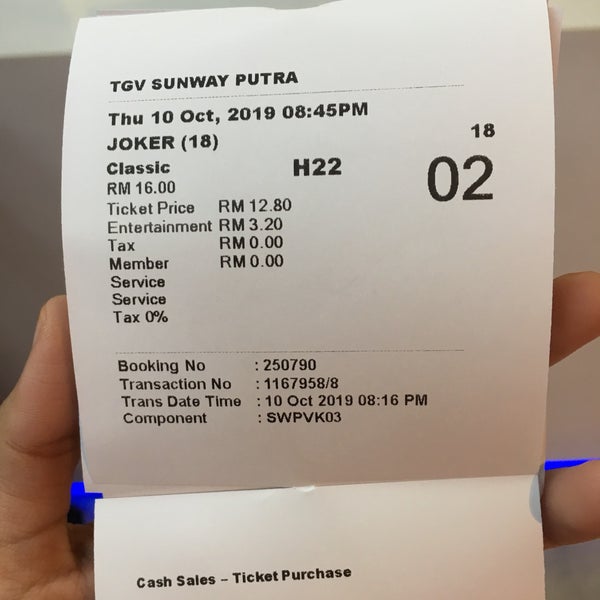 TGV SUNWAY PUTRA
Thu 10 Oct, 2019 08:45PM
JOKER (18) 18
Classic H22 02
RM 16.00
Ticket Price RM 12.80
Entertainment RM 3.20
Tax RM 0.00
Member RM 0.00
Service
Service
Tax 0%
Booking No : 250790
Transaction No : 1167958/8
Trans Date Time : 10 Oct 2019 08:16 PM
Component : SWPVK03
Cash Sales – Ticket Purchase